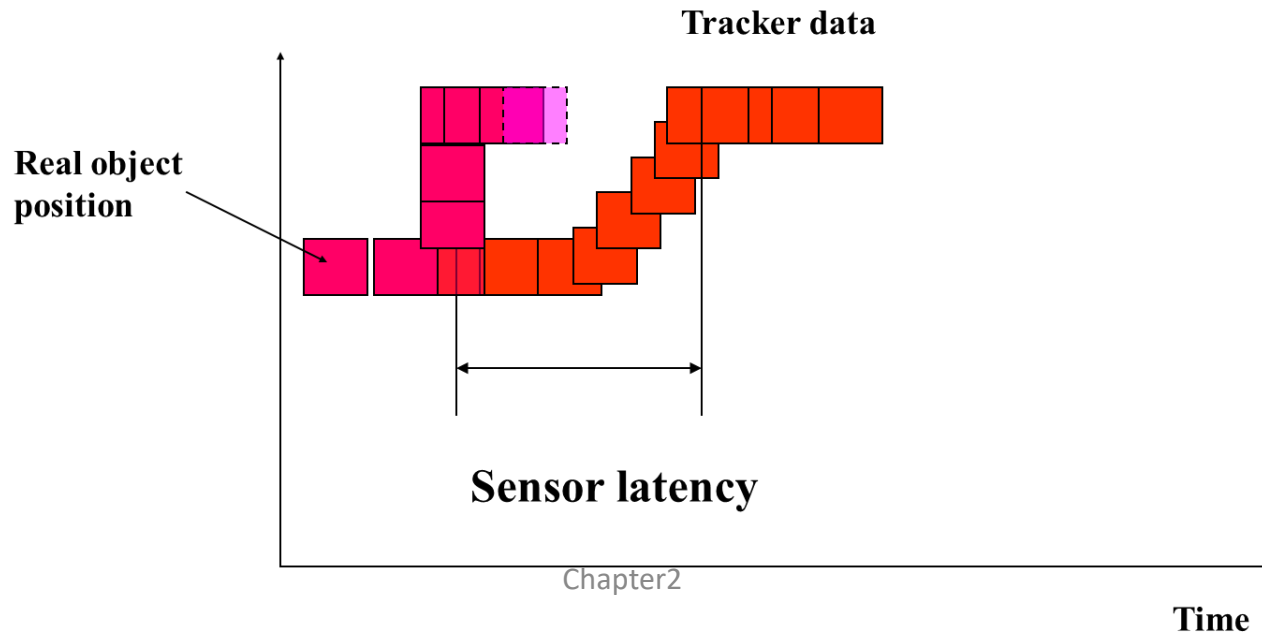 Tracker data
Real object
position
Sensor latency
Chapter2
Time